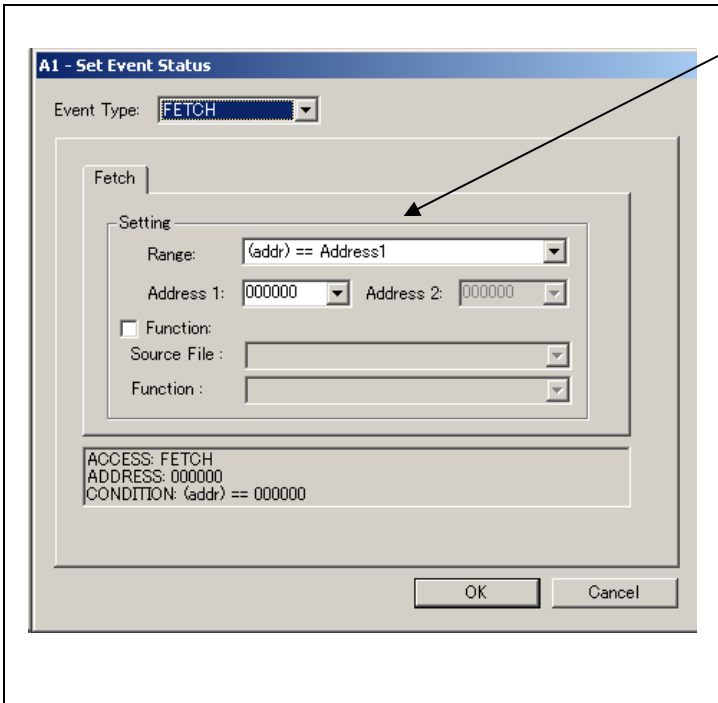 A1 - Set Event Status
Event Type: FETCH
Fetch
Setting
Range: (addr) == Address1
Address 1: 000000 Address 2: 000000
Function:
Source File :
Function :
ACCESS: FETCH
ADDRESS: 000000
CONDITION: (addr) == 000000
OK Cancel